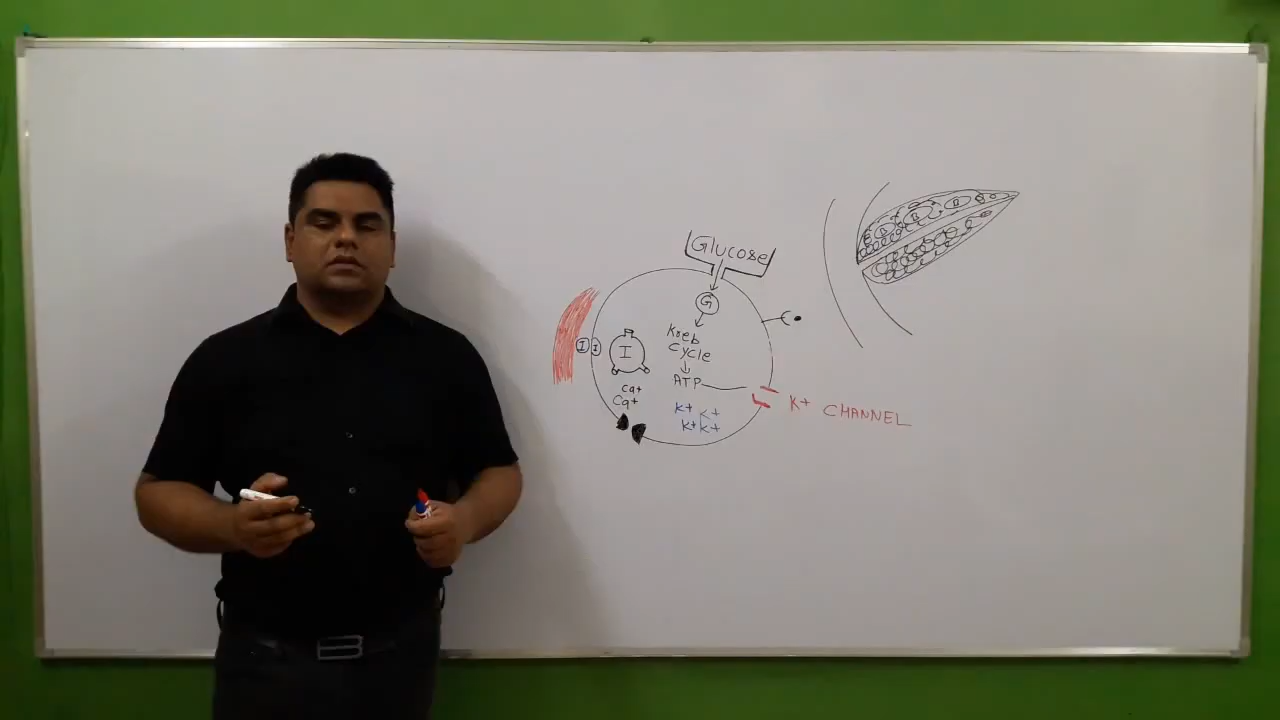 Glucose
G
Kreb
Cycle
ATP
K+ K+
K+ K+
K+ CHANNEL
I
I I
Ca+
Ca+
B B B